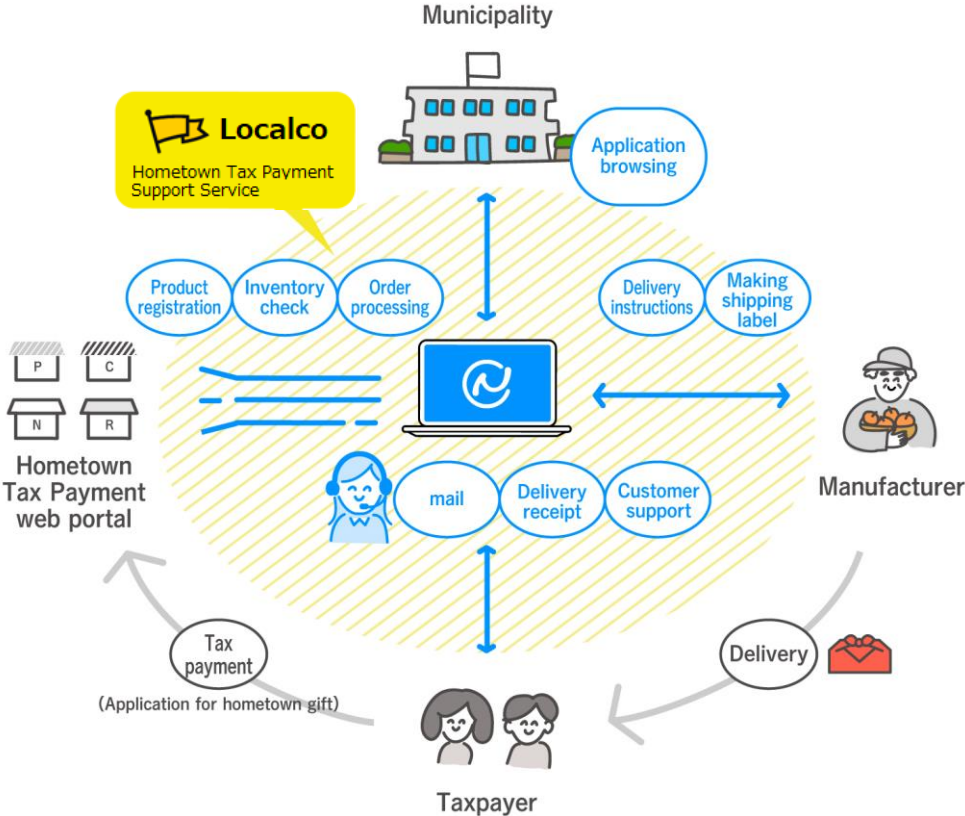 Municipality
Localco
Hometown Tax Payment
Support Service
Application
browsing
Product
registration
Inventory
check
Order
processing
Delivery
instructions
Making
shipping
label
P
C
N
R
Hometown
Tax Payment
web portal
mail
Delivery
receipt
Customer
support
Manufacturer
Tax
payment
(Application for hometown gift)
Delivery
Taxpayer